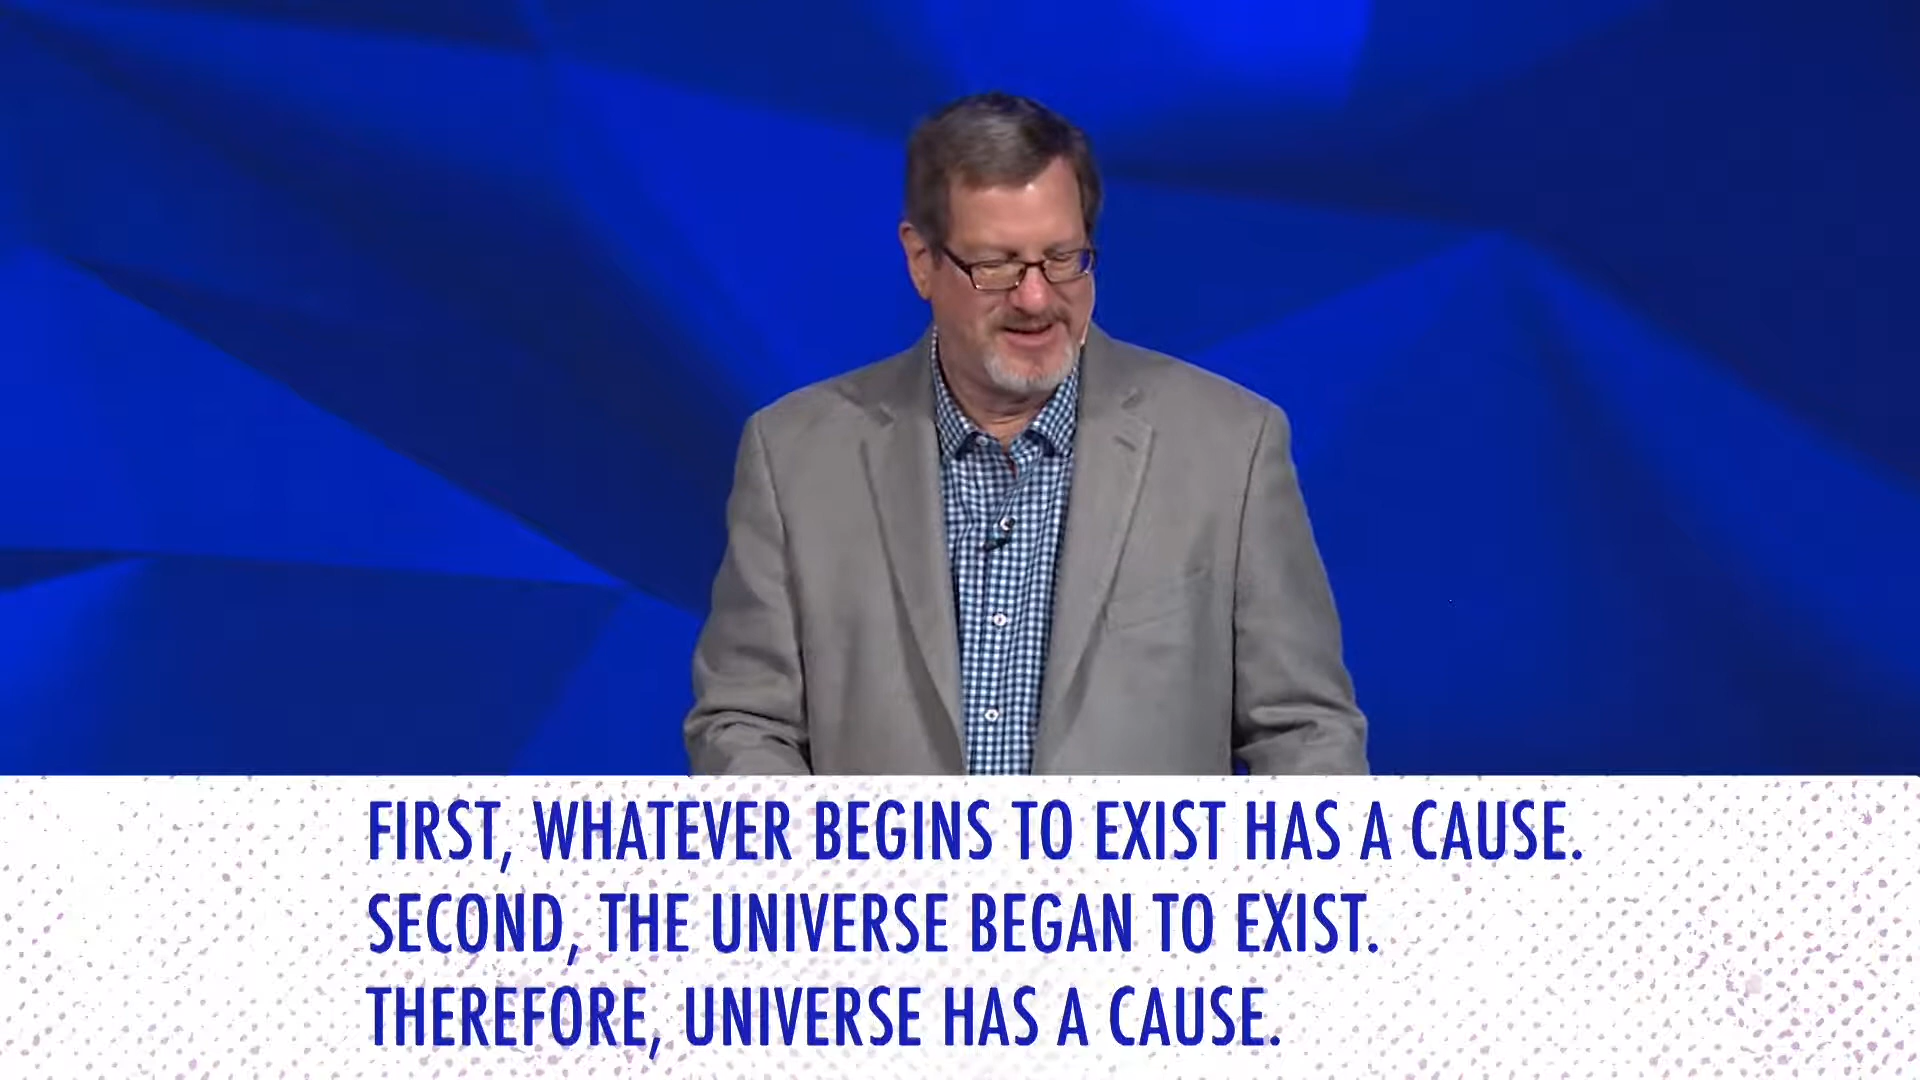 FIRST, WHATEVER BEGINS TO EXIST HAS A CAUSE.
SECOND, THE UNIVERSE BEGAN TO EXIST.
THEREFORE, UNIVERSE HAS A CAUSE.